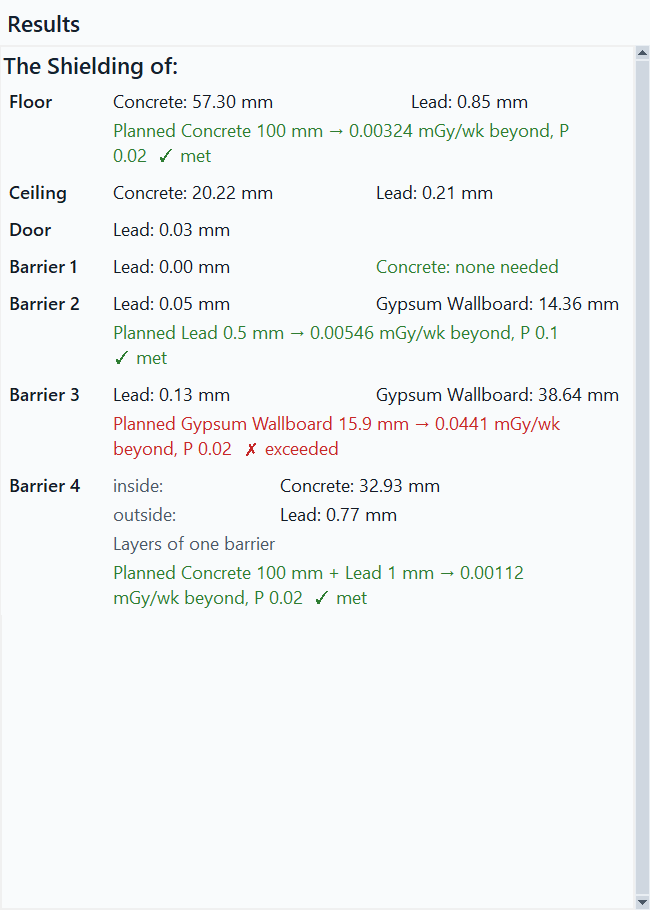 Results
The Shielding of:
Floor Concrete: 57.30 mm Lead: 0.85 mm
Planned Concrete 100 mm → 0.00324 mGy/wk beyond, P
0.02 ✓ met
Ceiling Concrete: 20.22 mm Lead: 0.21 mm
Door Lead: 0.03 mm
Barrier 1 Lead: 0.00 mm Concrete: none needed
Barrier 2 Lead: 0.05 mm Gypsum Wallboard: 14.36 mm
Planned Lead 0.5 mm → 0.00546 mGy/wk beyond, P 0.1
✓ met
Barrier 3 Lead: 0.13 mm Gypsum Wallboard: 38.64 mm
Planned Gypsum Wallboard 15.9 mm → 0.0441 mGy/wk
beyond, P 0.02 ✗ exceeded
Barrier 4 inside: Concrete: 32.93 mm
outside: Lead: 0.77 mm
Layers of one barrier
Planned Concrete 100 mm + Lead 1 mm → 0.00112
mGy/wk beyond, P 0.02 ✓ met